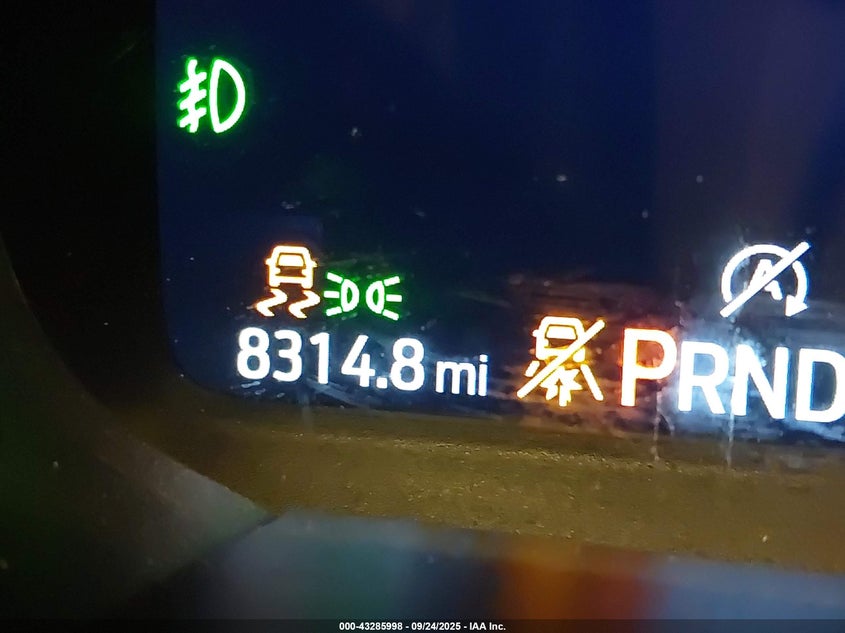 A
8314.8 mi
PRND
000-43285998 - 09/24/2025 - IAA Inc.